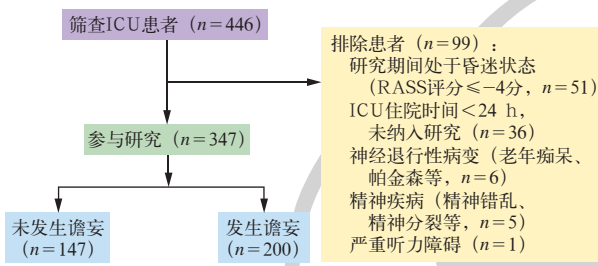 筛查ICU患者（n=446）
排除患者（n=99）:
研究期间处于昏迷状态
（RASS评分≤-4分，n=51）
ICU住院时间<24 h，
未纳入研究（n=36）
神经退行性病变（老年痴呆、
帕金森等，n=6）
精神疾病（精神错乱、
精神分裂等，n=5）
严重听力障碍（n=1）
参与研究（n=347）
未发生谵妄
（n=147）
发生谵妄
（n=200）